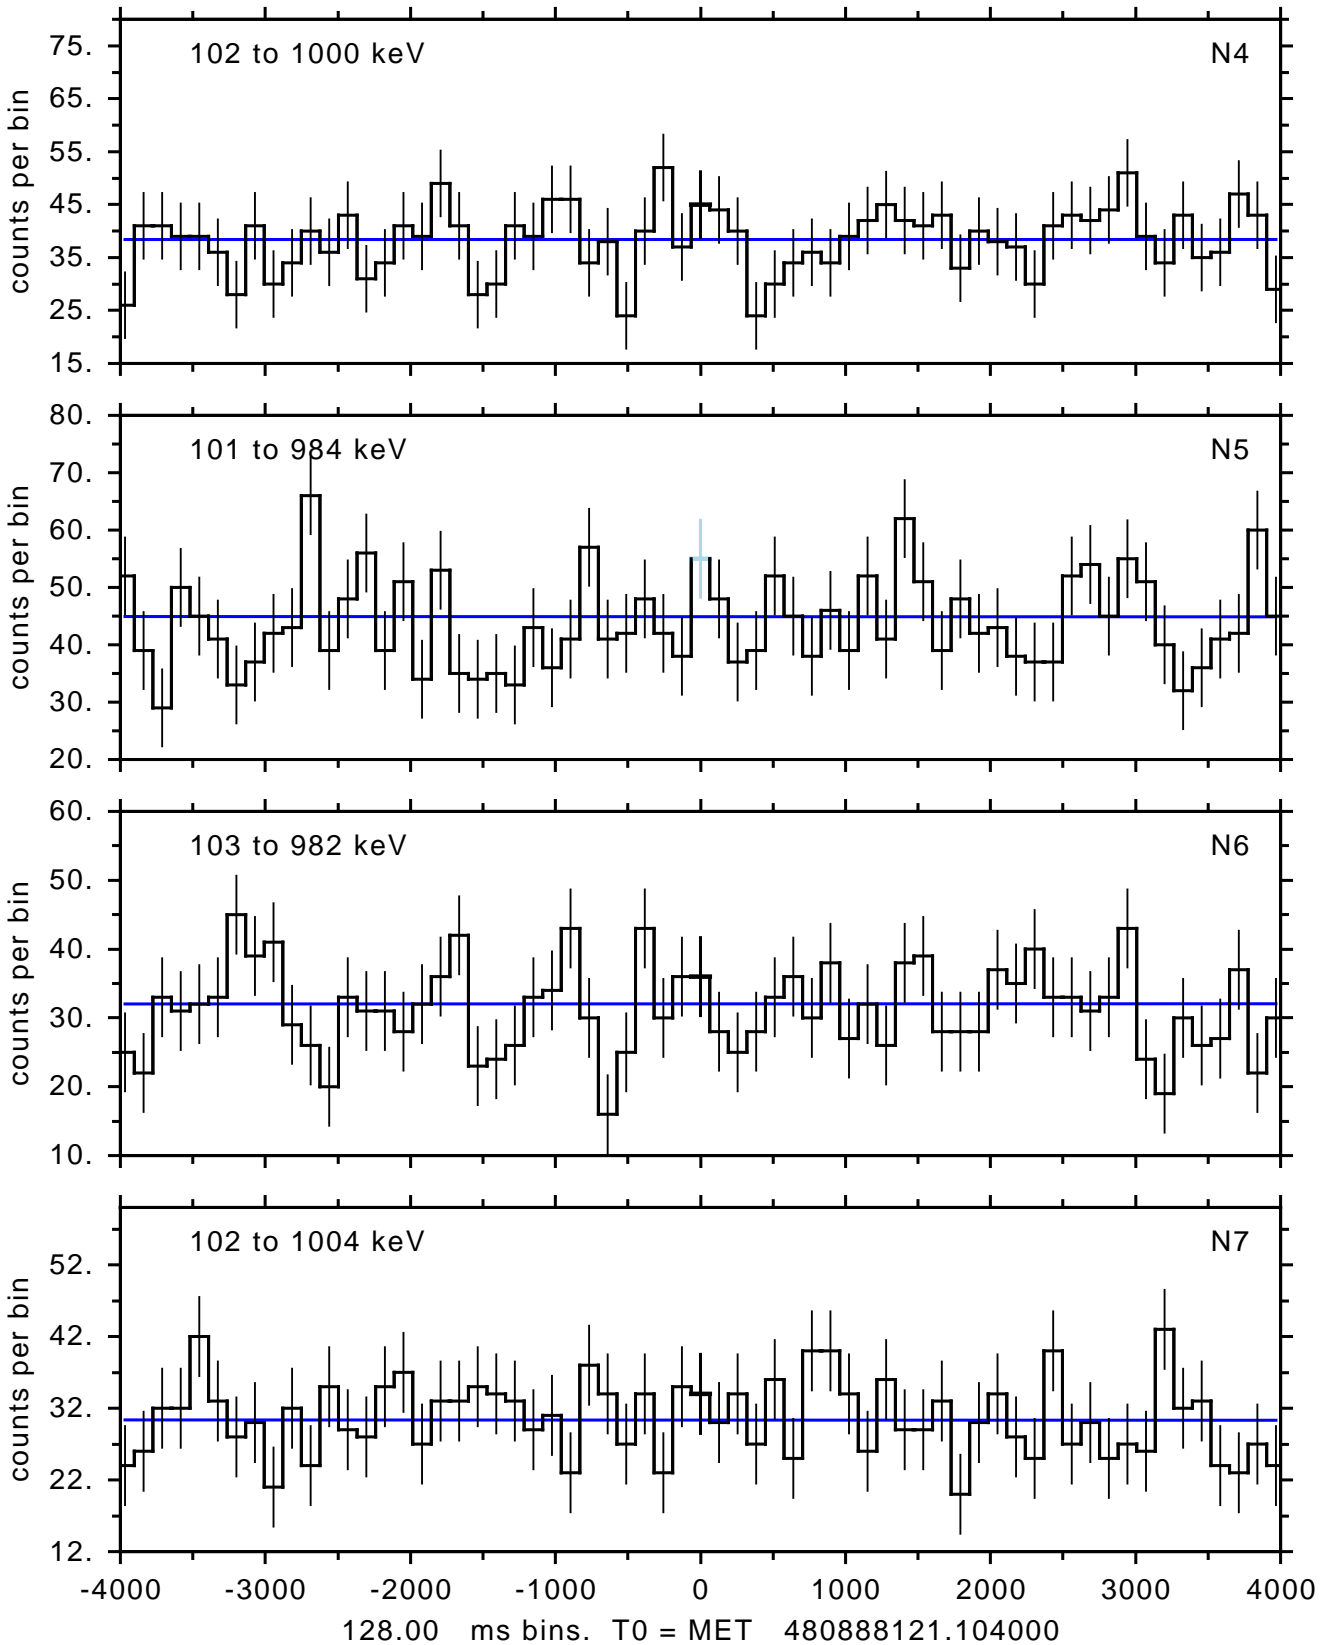 102 to 1000 keV N4
75.
65.
55.
45.
35.
25.
15.
counts per bin
101 to 984 keV N5
80.
70.
60.
50.
40.
30.
20.
counts per bin
103 to 982 keV N6
60.
50.
40.
30.
20.
10.
counts per bin
102 to 1004 keV N7
52.
42.
32.
22.
12.
counts per bin
-4000 -3000 -2000 -1000 0 1000 2000 3000 4000
128.00 ms bins. T0 = MET 480888121.104000